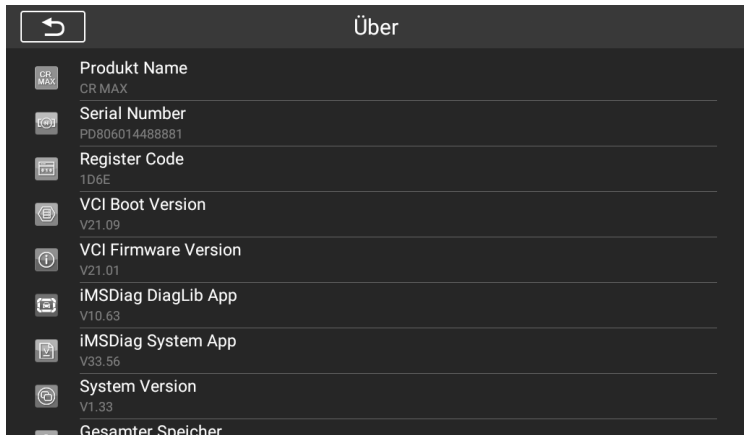 Über
CR
MAX
Produkt Name
CR MAX
Serial Number
PD806014488881
Register Code
1D6E
VCI Boot Version
V21.09
VCI Firmware Version
V21.01
iMSDiag DiagLib App
V10.63
iMSDiag System App
V33.56
System Version
V1.33
Gesamter Speicher